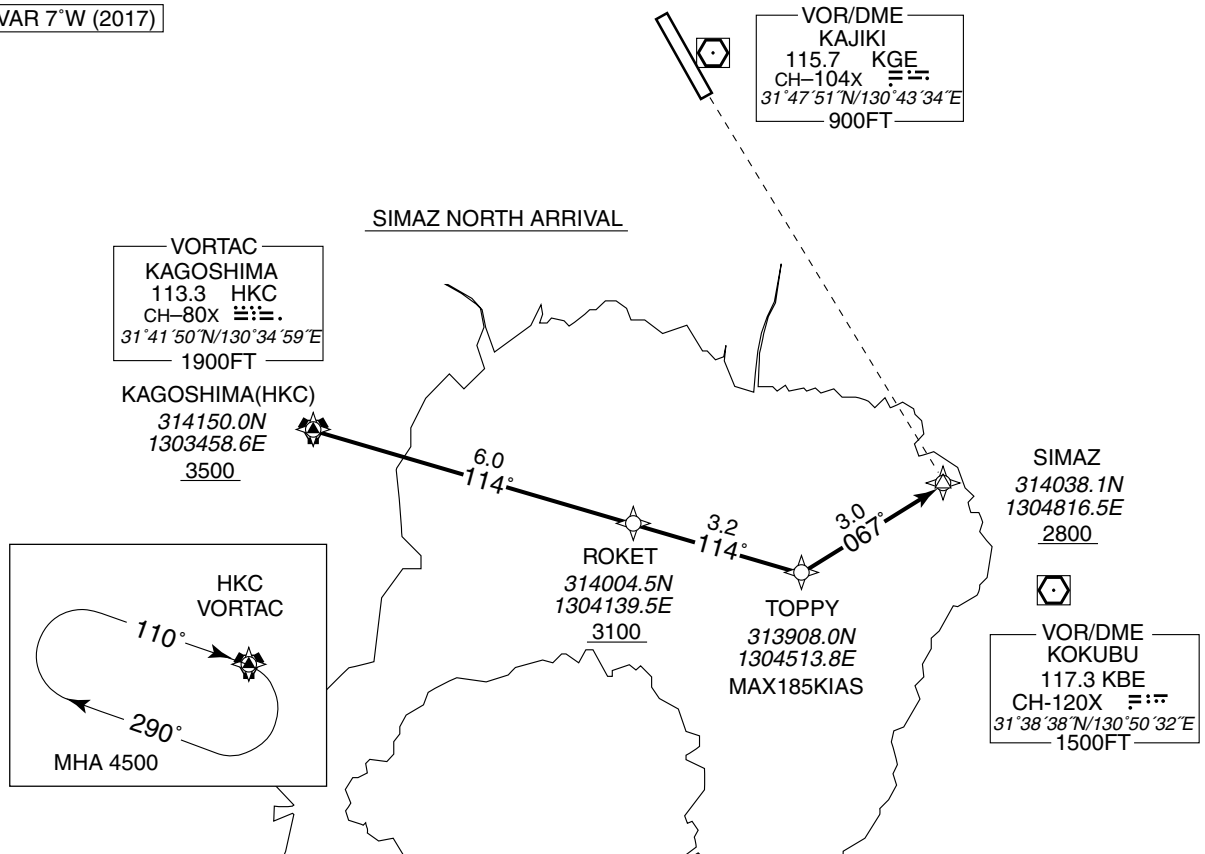 VAR 7˚W (2017)
VOR/DME
KAJIKI
115.7 KGE
CH–104X
31˚47´51˝N/130˚43´34˝E
900FT
SIMAZ NORTH ARRIVAL
VORTAC
KAGOSHIMA
113.3 HKC
CH–80X
31˚41´50˝N/130˚34´59˝E
1900FT
KAGOSHIMA(HKC)
314150.0N
1303458.6E
3500
6.0
114˚
ROKET
314004.5N
1304139.5E
3100
3.2
114˚
TOPPY
313908.0N
1304513.8E
MAX185KIAS
3.0
067˚
SIMAZ
314038.1N
1304816.5E
2800
VOR/DME
KOKUBU
117.3 KBE
CH-120X
31˚38´38˝N/130˚50´32˝E
1500FT
HKC
VORTAC
110˚
290˚
MHA 4500